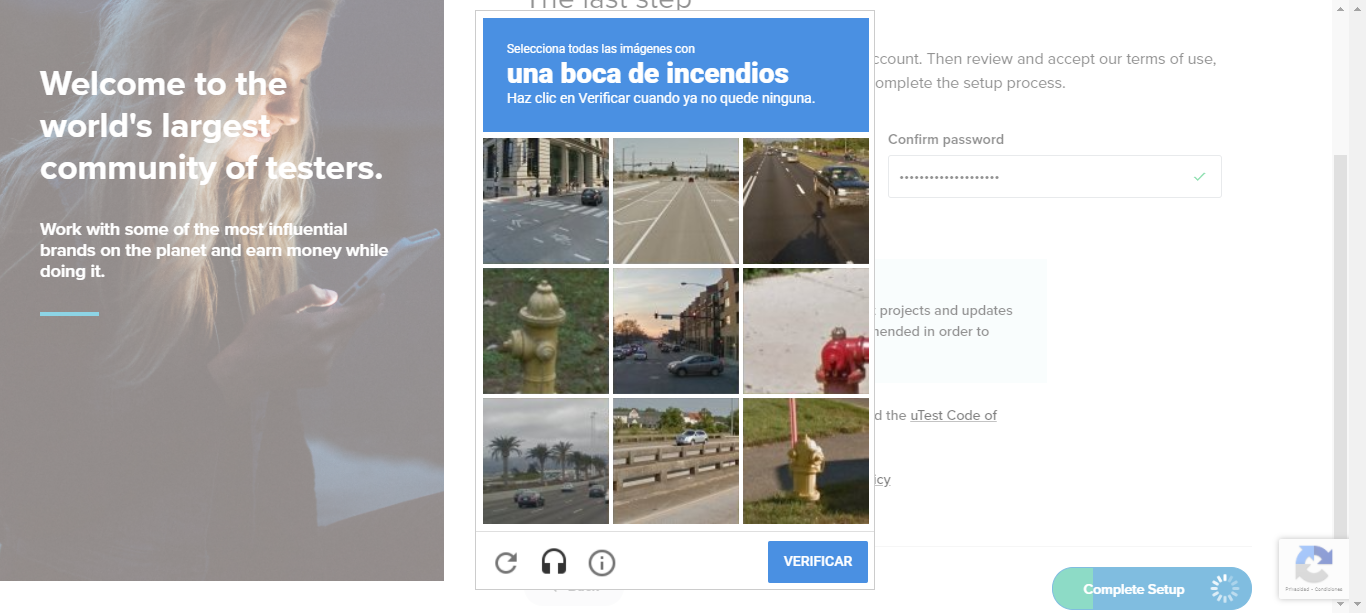 The last step
Welcome to the
world's largest
community of testers.
Work with some of the most influential
brands on the planet and earn money while
doing it.
Selecciona todas las imágenes con
una boca de incendios
Haz clic en Verificar cuando ya no quede ninguna.
VERIFICAR
ccount. Then review and accept our terms of use,
omplete the setup process.
Confirm password
projects and updates
nended in order to
d the uTest Code of
icy
Complete Setup
Privacidad - Condiciones